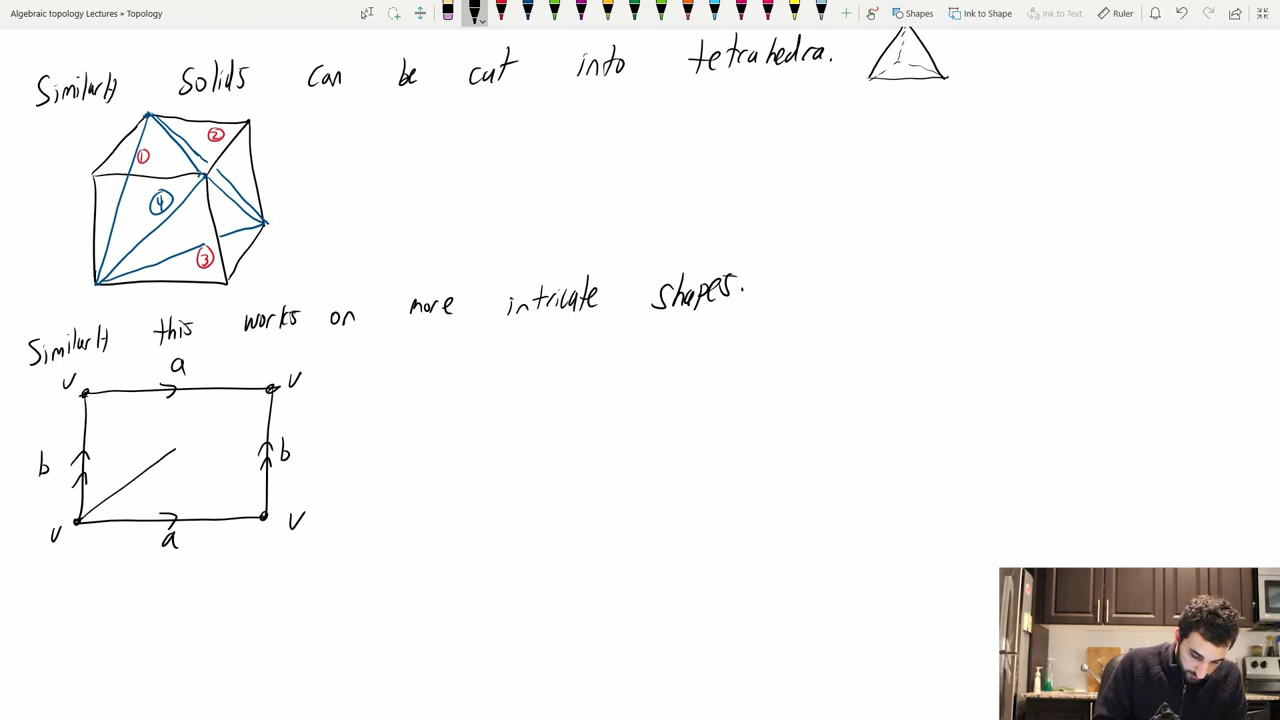 Algebraic topology Lectures » Topology
Shapes Ink to Shape Ink to Text Ruler
Similarly solids can be cut into tetrahedra.
① ②
④
③
Similarly this works on more intricate shapes.
a
v v
b b
v v
a